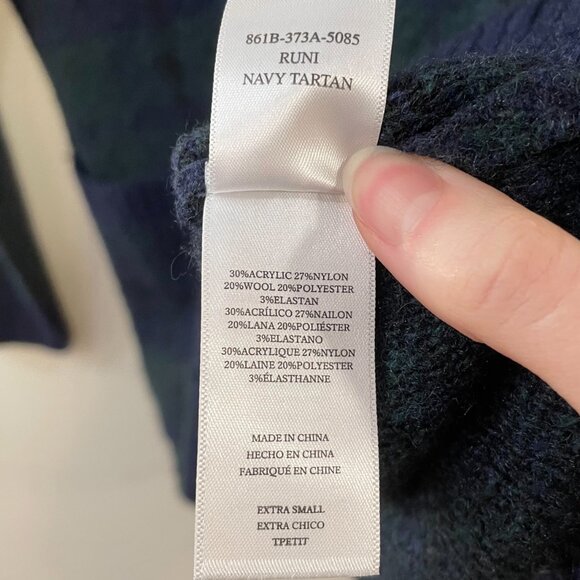 861B-373A-5085
RUNI
NAVY TARTAN
30%ACRYLIC 27%NYLON
20%WOOL 20%POLYESTER
3%ELASTAN
30%ACRÍLICO 27%NAILON
20%LANA 20%POLIÉSTER
3%ELASTANO
30%ACRYLIQUE 27%NYLON
20%LAINE 20%POLYESTER
3%ÉLASTHANNE
MADE IN CHINA
HECHO EN CHINA
FABRIQUÉ EN CHINE
EXTRA SMALL
EXTRA CHICO
TPETIT